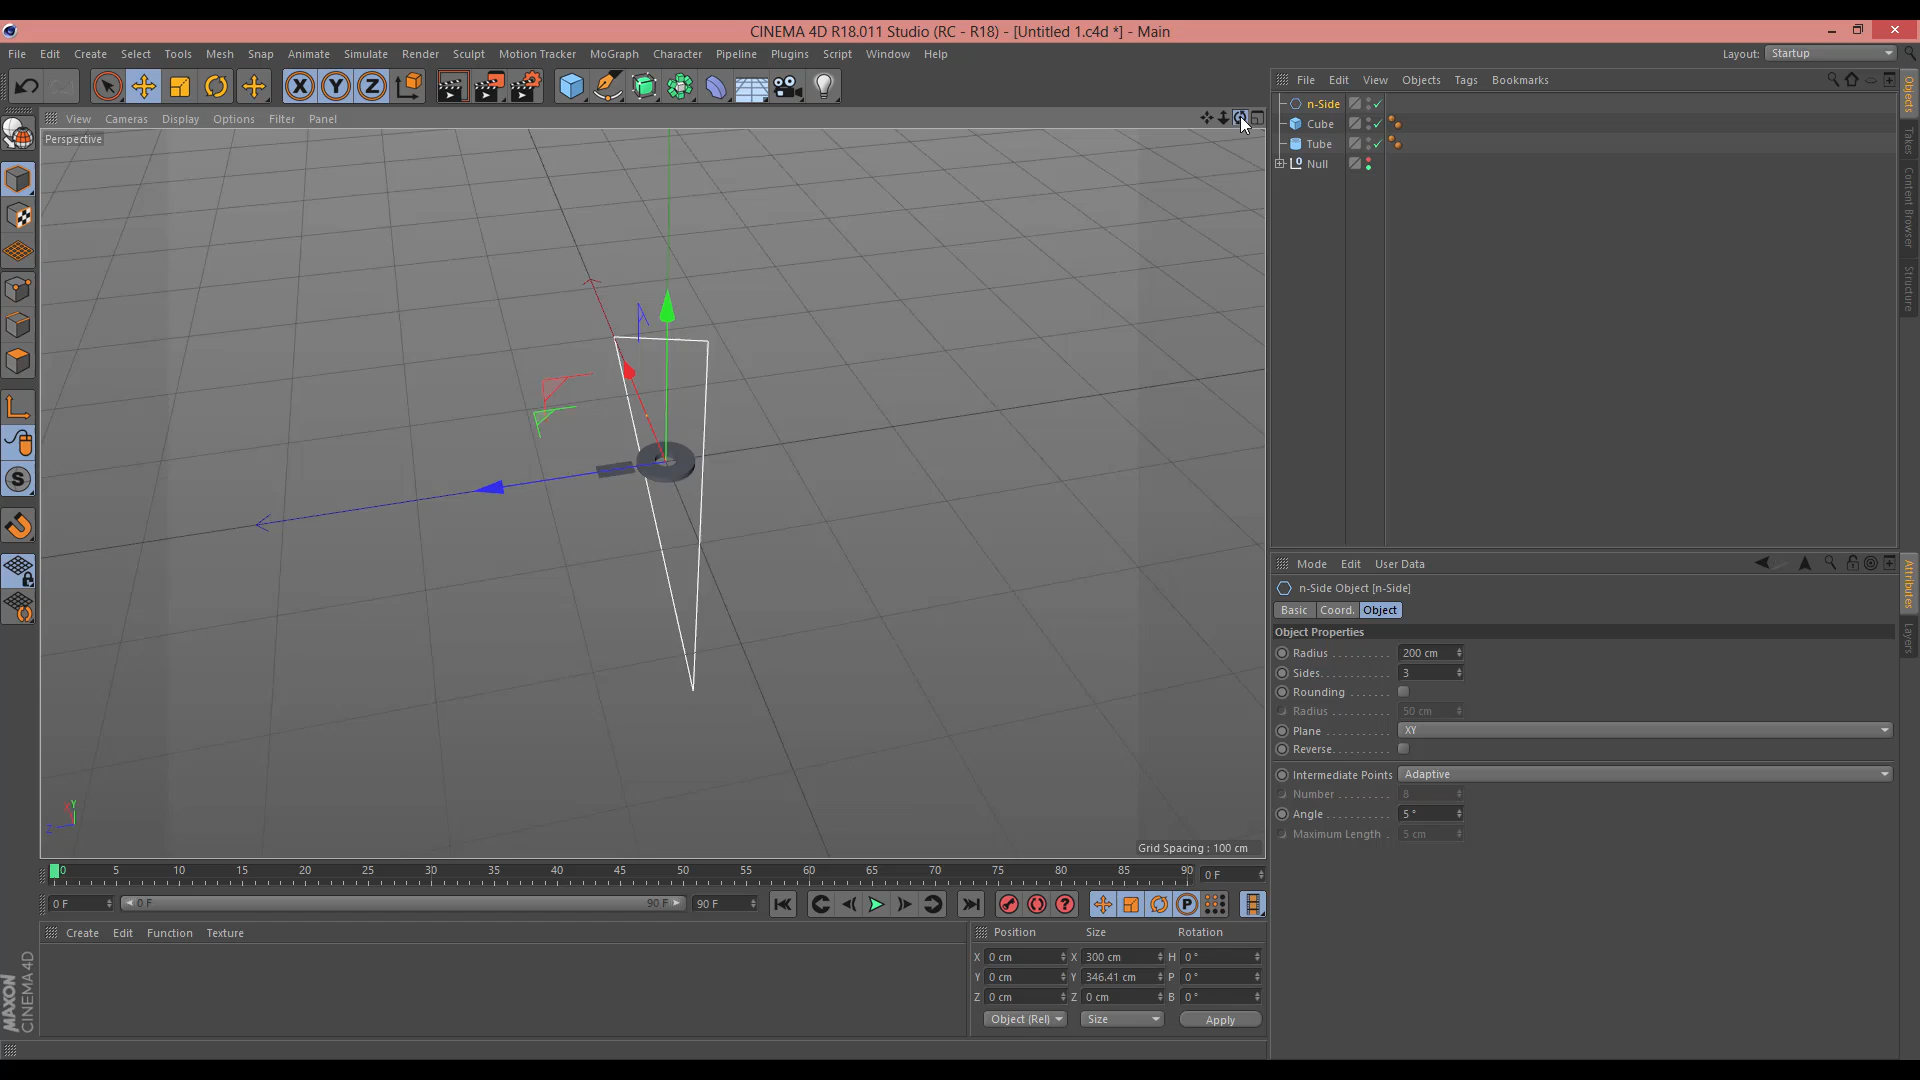 CINEMA 4D R18.011 Studio (RC - R18) - [Untitled 1.c4d *] - Main
File Edit Create Select Tools Mesh Snap Animate Simulate Render Sculpt Motion Tracker MoGraph Character Pipeline Plugins Script Window Help
Layout: Startup
X Y Z
File Edit View Objects Tags Bookmarks
n-Side
Cube
Tube
Null
View Cameras Display Options Filter Panel
Perspective
Grid Spacing : 100 cm
Objects
Takes
Content Browser
Structure
Mode Edit User Data
n-Side Object [n-Side]
Basic Coord. Object
Object Properties
Radius 200 cm
Sides 3
Rounding
Radius 50 cm
Plane XY
Reverse
Intermediate Points Adaptive
Number 8
Angle 5 °
Maximum Length 5 cm
Attributes
Layers
0 5 10 15 20 25 30 35 40 45 50 55 60 65 70 75 80 85 90 0 F
0 F 0 F 90 F 90 F
Create Edit Function Texture
Position Size Rotation
X 0 cm X 300 cm H 0 °
Y 0 cm Y 346.41 cm P 0 °
Z 0 cm Z 0 cm B 0 °
Object (Rel) Size Apply
MAXON
CINEMA 4D